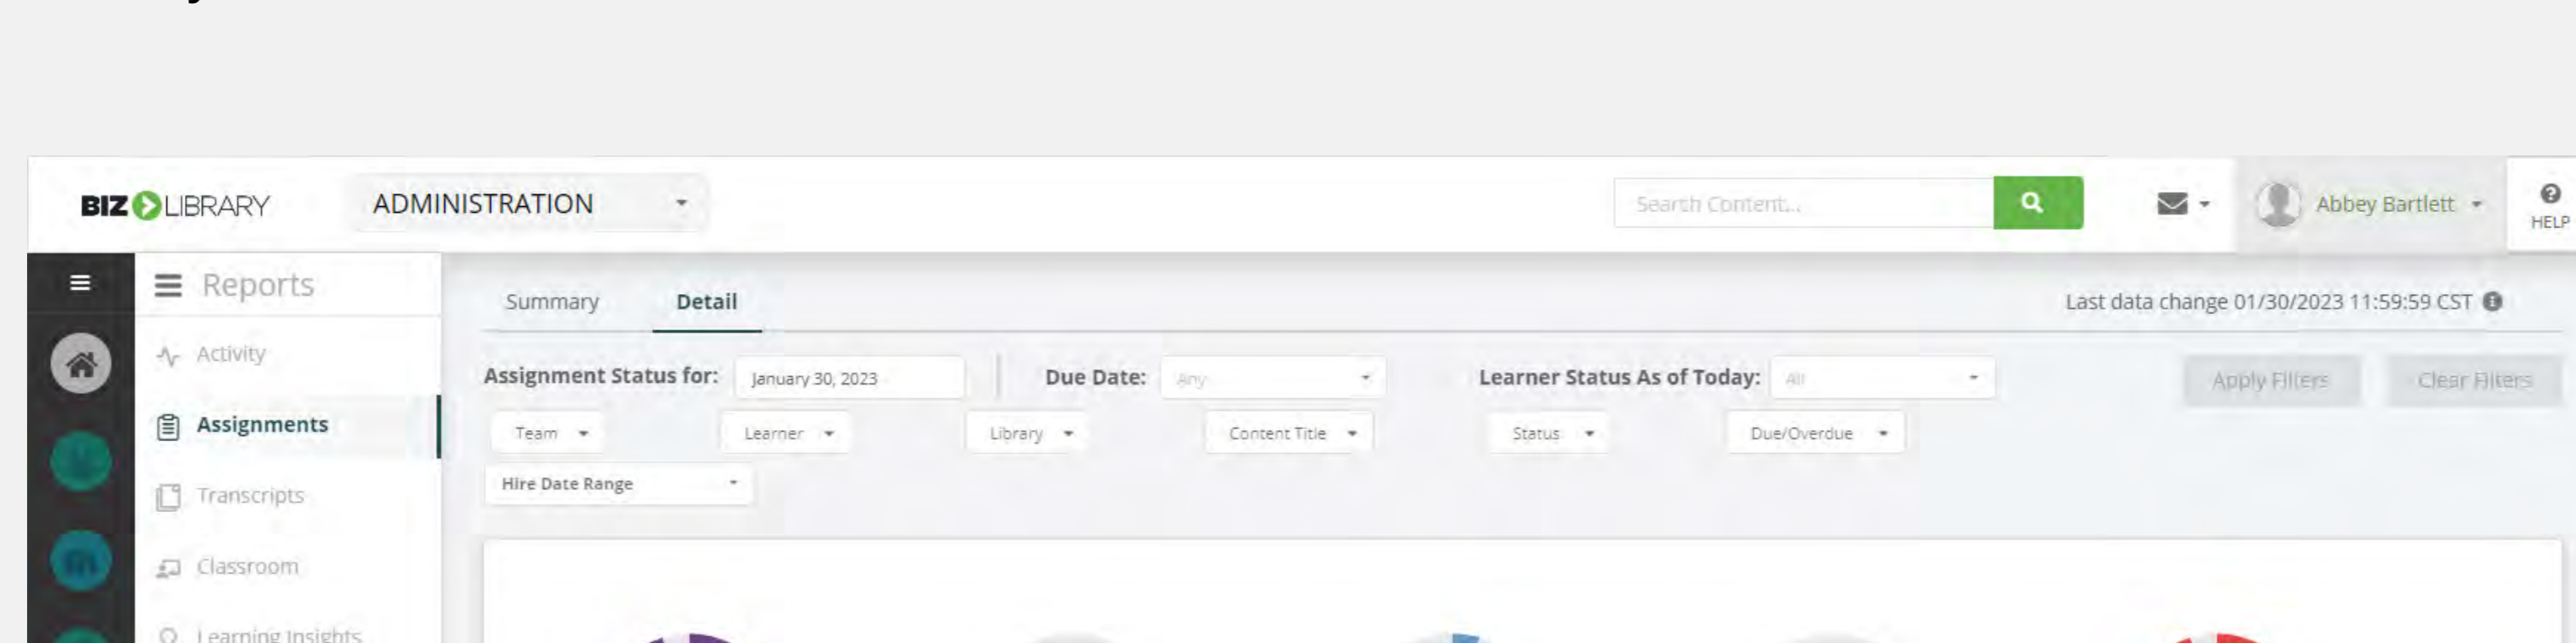 BIZ LIBRARY
ADMINISTRATION
Search Content...
Abbey Bartlett
HELP
Reports
Activity
Assignments
Transcripts
Classroom
Learning Insights
Summary
Detail
Last data change 01/30/2023 11:59:59 CST
Assignment Status for:
January 30, 2023
Due Date:
Any
Learner Status As of Today:
All
Apply Filters
Clear Filters
Team
Learner
Library
Content Title
Status
Due/Overdue
Hire Date Range